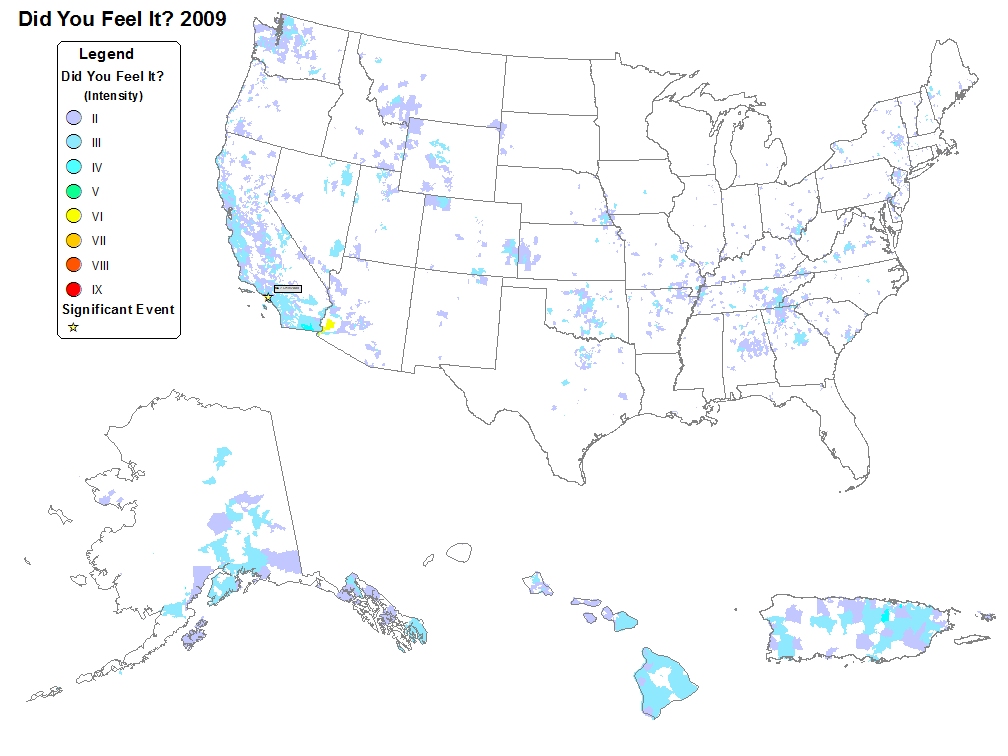 Did You Feel It? 2009
Legend
Did You Feel It?
(Intensity)
II
III
IV
V
VI
VII
VIII
IX
Significant Event